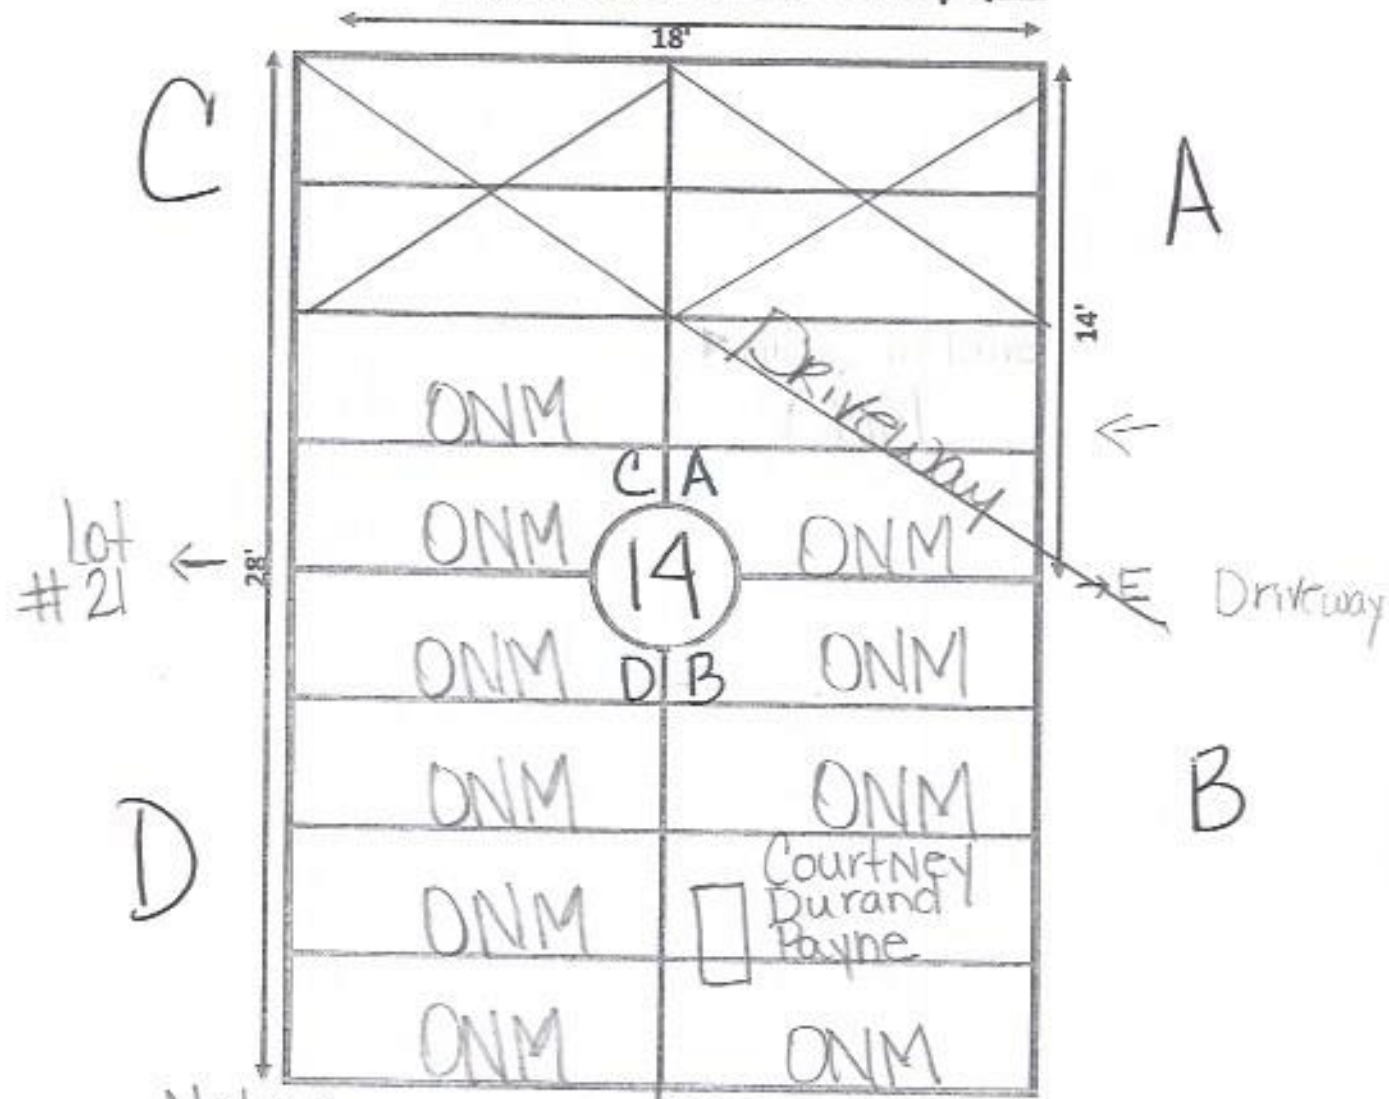 18'
C
A
14'
Driveway
ONM
C A
Lot
#21
28'
ONM
14
ONM
E Driveway
ONM
D B
ONM
ONM
ONM
D
B
ONM
Courtney
Durand
Payne
ONM
ONM